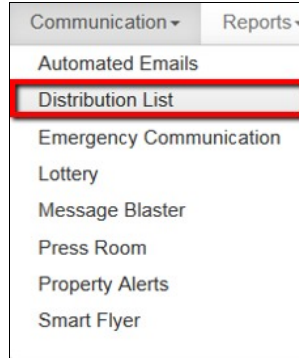 Communication Reports
Automated Emails
Distribution List
Emergency Communication
Lottery
Message Blaster
Press Room
Property Alerts
Smart Flyer